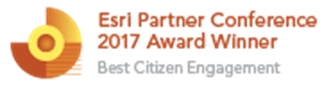 Esri Partner Conference
2017 Award Winner
Best Citizen Engagement